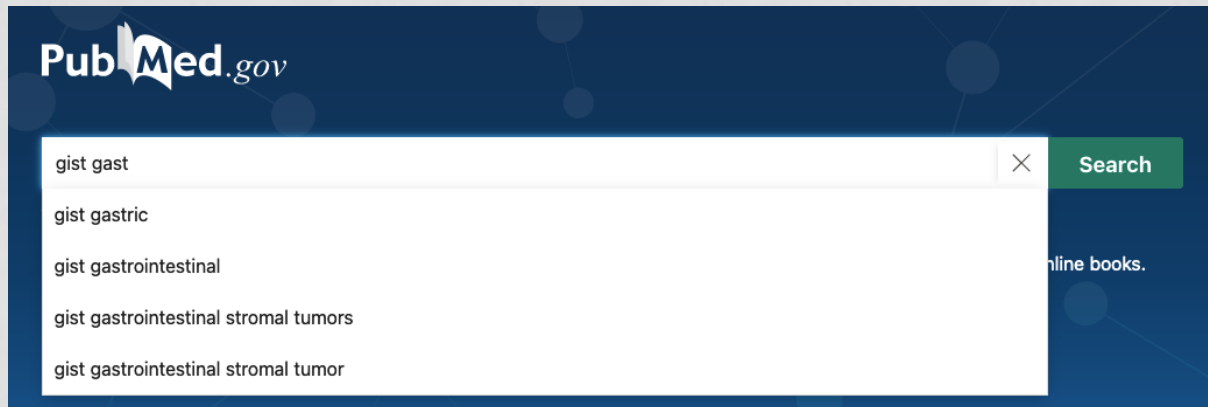 PubMed.gov
gist gast
Search
gist gastric
gist gastrointestinal
nline books.
gist gastrointestinal stromal tumors
gist gastrointestinal stromal tumor